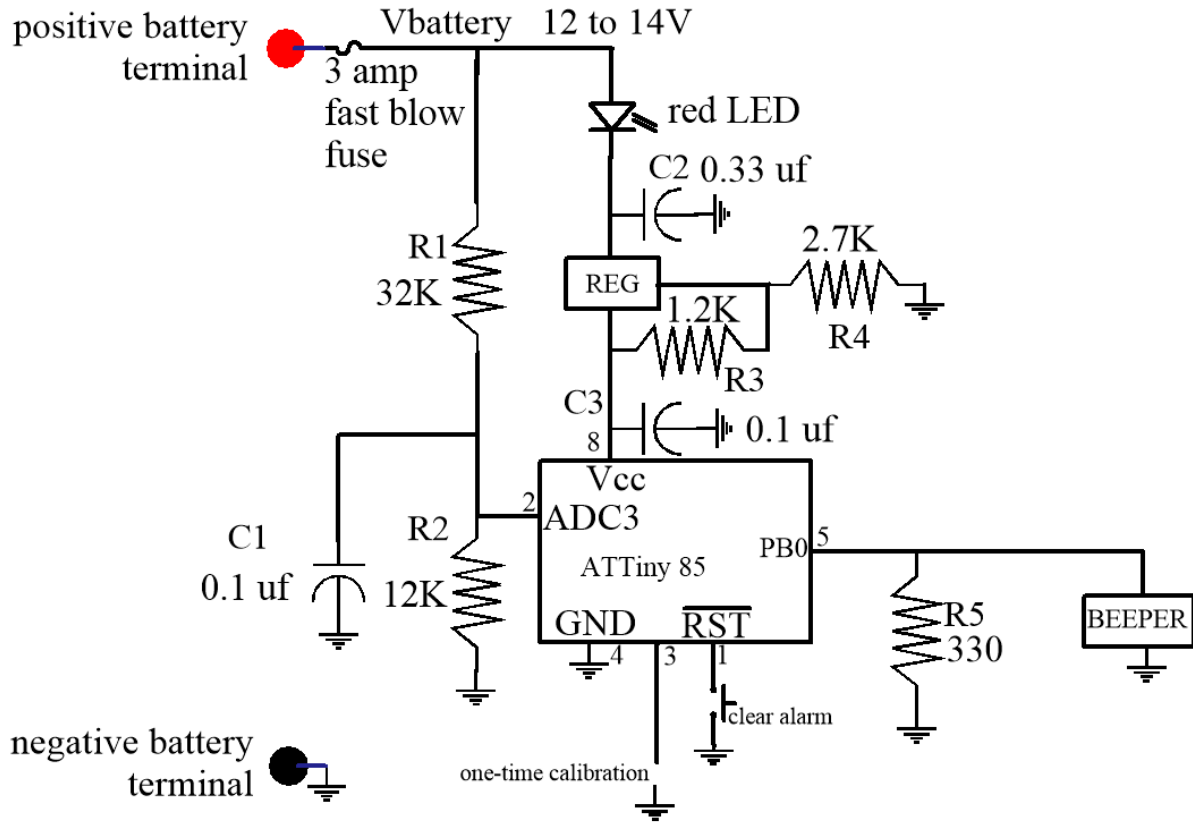 positive battery
terminal
Vbattery 12 to 14V
3 amp
fast blow
fuse
red LED
C2 0.33 uf
R1
32K
REG
2.7K
R4
1.2K
R3
C3
0.1 uf
8
Vcc
2
ADC3
R2
12K
C1
0.1 uf
ATTiny 85
PB0
5
GND
RST
4
3
1
R5
330
BEEPER
clear alarm
one-time calibration
negative battery
terminal